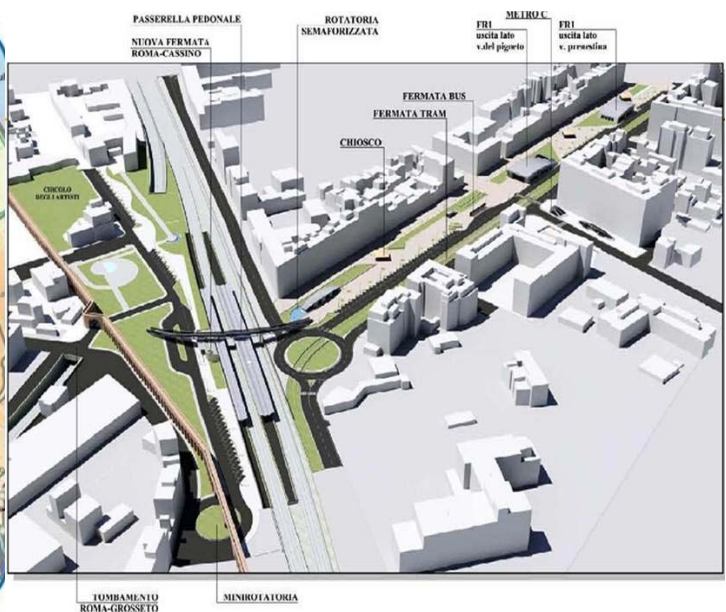 PASSERELLA PEDONALE
NUOVA FERMATA
ROMA-CASSINO
ROTATORIA
SEMAFORIZZATA
METRO C
FR1
uscita lato
v.del pigneto
FR1
uscita lato
v. prenestina
FERMATA BUS
FERMATA TRAM
CHIOSCO
CIRCOLO
DEGLI ARTISTI
TOMBAMENTO
ROMA-GROSSETO
MINIROTATORIA